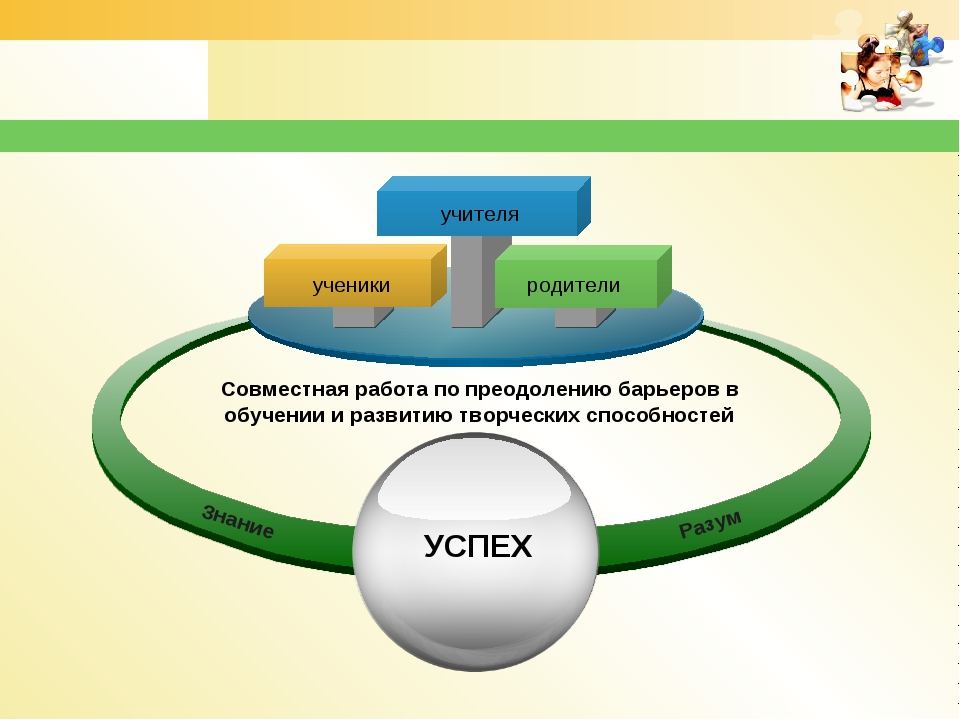 учителя
ученики
родители
Совместная работа по преодолению барьеров в
обучении и развитию творческих способностей
Знание
Разум
УСПЕХ